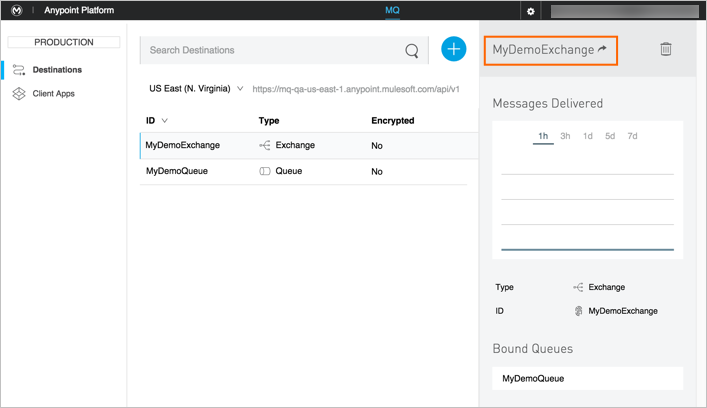 Anypoint Platform
MQ
PRODUCTION
Destinations
Client Apps
Search Destinations
US East (N. Virginia) https://mq-qa-us-east-1.anypoint.mulesoft.com/api/v1
ID Type Encrypted
MyDemoExchange Exchange No
MyDemoQueue Queue No
MyDemoExchange
Messages Delivered
1h 3h 1d 5d 7d
Type Exchange
ID MyDemoExchange
Bound Queues
MyDemoQueue